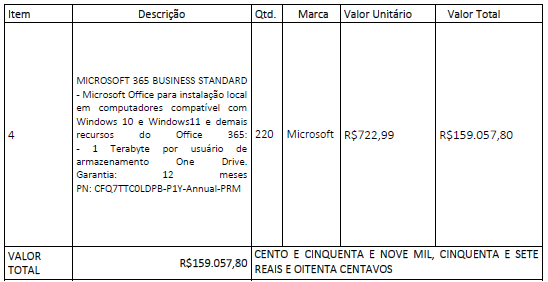 Item Descrição Qtd. Marca Valor Unitário Valor Total
MICROSOFT 365 BUSINESS STANDARD
- Microsoft Office para instalação local
em computadores compatível com
Windows 10 e Windows11 e demais
recursos do Office 365:
4 220 Microsoft R$722,99 R$159.057,80
- 1 Terabyte por usuário de
armazenamento One Drive.
Garantia: 12 meses
PN: CFQ7TTC0LDPB-P1Y-Annual-PRM
VALOR TOTAL R$159.057,80 CENTO E CINQUENTA E NOVE MIL, CINQUENTA E SETE
REAIS E OITENTA CENTAVOS